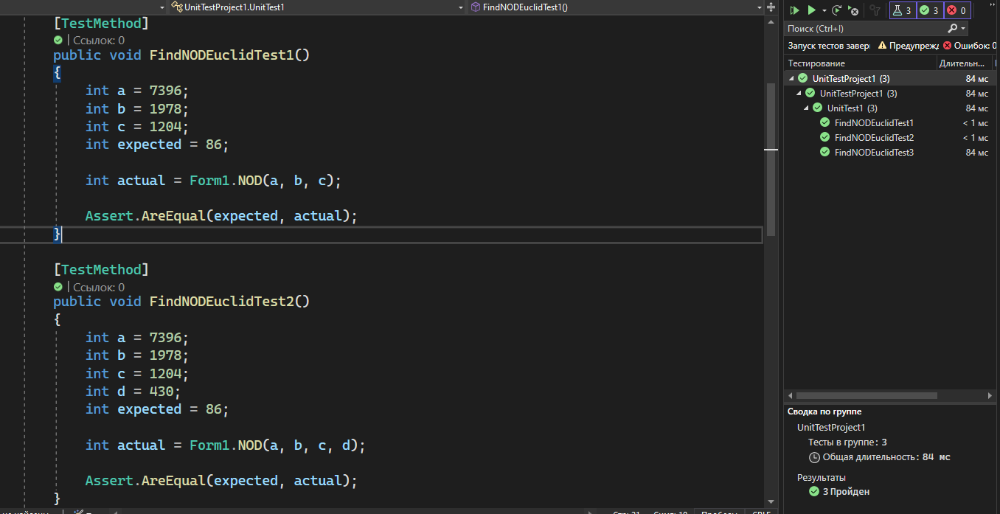 UnitTestProject1.UnitTest1 FindNODEuclidTest1()
[TestMethod]
| Ссылок: 0
public void FindNODEuclidTest1()
{
int a = 7396;
int b = 1978;
int c = 1204;
int expected = 86;
int actual = Form1.NOD(a, b, c);
Assert.AreEqual(expected, actual);
}
[TestMethod]
| Ссылок: 0
public void FindNODEuclidTest2()
{
int a = 7396;
int b = 1978;
int c = 1204;
int d = 430;
int expected = 86;
int actual = Form1.NOD(a, b, c, d);
Assert.AreEqual(expected, actual);
}
3 3 0
Поиск (Ctrl+I)
Запуск тестов завер Предупрежд Ошибок: 0
Тестирование Длительн...
UnitTestProject1 (3) 84 мс
UnitTestProject1 (3) 84 мс
UnitTest1 (3) 84 мс
FindNODEuclidTest1 < 1 мс
FindNODEuclidTest2 < 1 мс
FindNODEuclidTest3 84 мс
Сводка по группе
UnitTestProject1
Тесты в группе: 3
Общая длительность: 84 мс
Результаты
3 Пройден